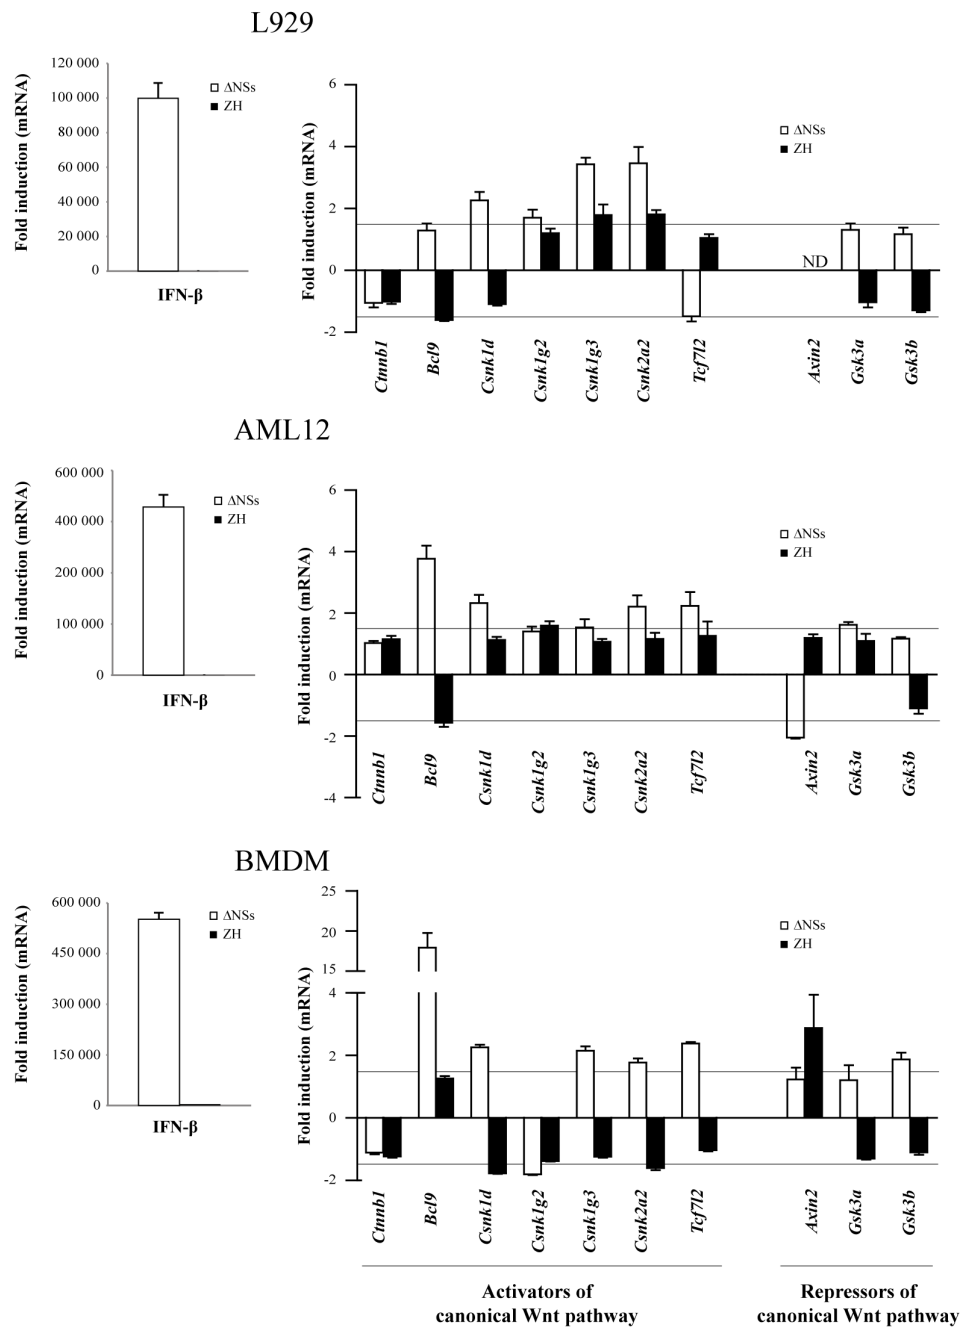 L929
Fold induction (mRNA)
120 000
100 000
80 000
60 000
40 000
20 000
0
ΔNSs
ZH
IFN-β
Fold induction (mRNA)
6
4
2
0
-2
ΔNSs
ZH
ND
Ctnnb1
Bcl9
Csnk1d
Csnk1g2
Csnk1g3
Csnk2a2
Tcf7l2
Axin2
Gsk3a
Gsk3b
AML12
Fold induction (mRNA)
600 000
400 000
200 000
100 000
0
ΔNSs
ZH
IFN-β
Fold induction (mRNA)
6
4
2
0
-2
-4
ΔNSs
ZH
Ctnnb1
Bcl9
Csnk1d
Csnk1g2
Csnk1g3
Csnk2a2
Tcf7l2
Axin2
Gsk3a
Gsk3b
BMDM
Fold induction (mRNA)
600 000
450 000
300 000
150 000
0
ΔNSs
ZH
IFN-β
Fold induction (mRNA)
25
20
15
4
2
0
-2
ΔNSs
ZH
Ctnnb1
Bcl9
Csnk1d
Csnk1g2
Csnk1g3
Csnk2a2
Tcf7l2
Axin2
Gsk3a
Gsk3b
Activators of
canonical Wnt pathway
Repressors of
canonical Wnt pathway